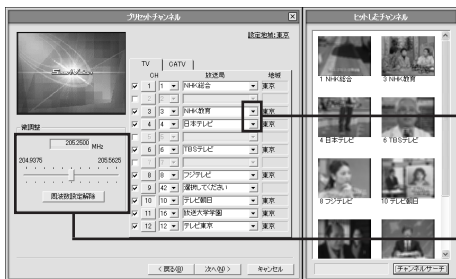 プリセットチャンネル
設定地域:東京
TV CATV
CH 放送局 地域
1 1 NHK総合 東京
2
3 3 NHK教育 東京
4 4 日本テレビ 東京
5
6 6 TBSテレビ 東京
7
8 8 フジテレビ 東京
9 42 選択してください
10 10 テレビ朝日 東京
11 16 放送大学学園 東京
12 12 テレビ東京 東京
微調整
205.2500 MHz
204.9375 205.5625
周波数設定解除
< 戻る(B) 次へ(N) > キャンセル
ヒットしたチャンネル
1 NHK総合 3 NHK教育
4 日本テレビ 6 TBSテレビ
8 フジテレビ 10 テレビ朝日
チャンネルサーチ